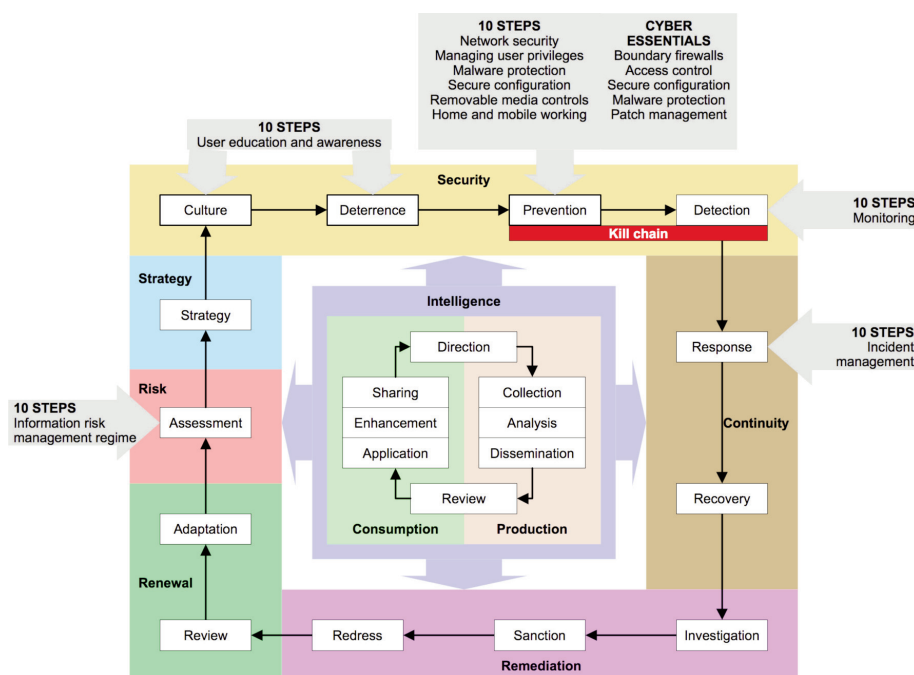 10 STEPS
Network security
Managing user privileges
Malware protection
Secure configuration
Removable media controls
Home and mobile working
CYBER
ESSENTIALS
Boundary firewalls
Access control
Secure configuration
Malware protection
Patch management
10 STEPS
User education and awareness
Security
Culture
Deterrence
Prevention
Detection
Kill chain
10 STEPS
Monitoring
Strategy
Strategy
Intelligence
Direction
Sharing
Enhancement
Application
Collection
Analysis
Dissemination
Review
Consumption
Production
Response
10 STEPS
Incident
management
Continuity
Recovery
Risk
10 STEPS
Information risk
management regime
Assessment
Adaptation
Renewal
Review
Redress
Sanction
Investigation
Remediation